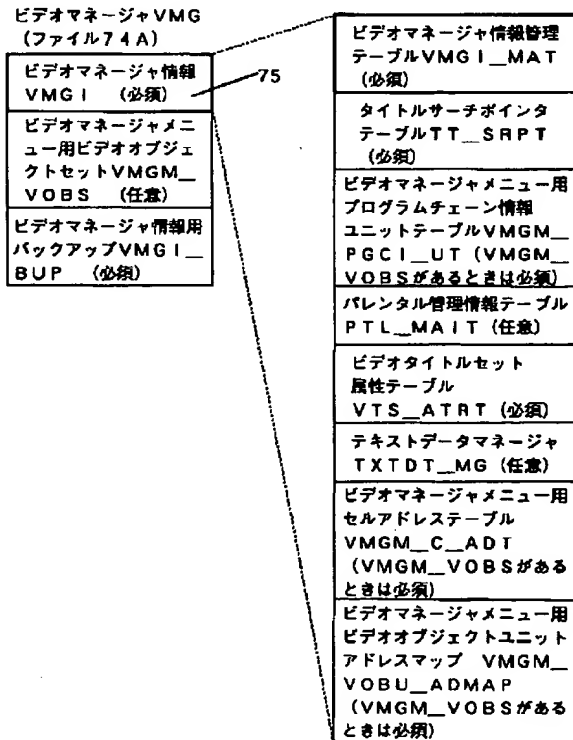 ビデオマネージャVMG
(ファイル74A)
ビデオマネージャ情報
VMGI (必須)
75
ビデオマネージャメニ
ュー用ビデオオブジェ
クトセットVMGM__
VOBS (任意)
ビデオマネージャ情報用
バックアップVMGI__
BUP (必須)
ビデオマネージャ情報管理
テーブルVMGI__MAT
(必須)
タイトルサーチポインタ
テーブルTT__SRPT
(必須)
ビデオマネージャメニュー用
プログラムチェーン情報
ユニットテーブルVMGM__
PGCI__UT (VMGM__
VOBSがあるときは必須)
パレンタル管理情報テーブル
PTL__MAIT (任意)
ビデオタイトルセット
属性テーブル
VTS__ATRT (必須)
テキストデータマネージャ
TXTDT__MG (任意)
ビデオマネージャメニュー用
セルアドレステーブル
VMGM__C__ADT
(VMGM__VOBSがある
ときは必須)
ビデオマネージャメニュー用
ビデオオブジェクトユニット
アドレスマップ VMGM__
VOBU__ADMAP
(VMGM__VOBSがある
ときは必須)